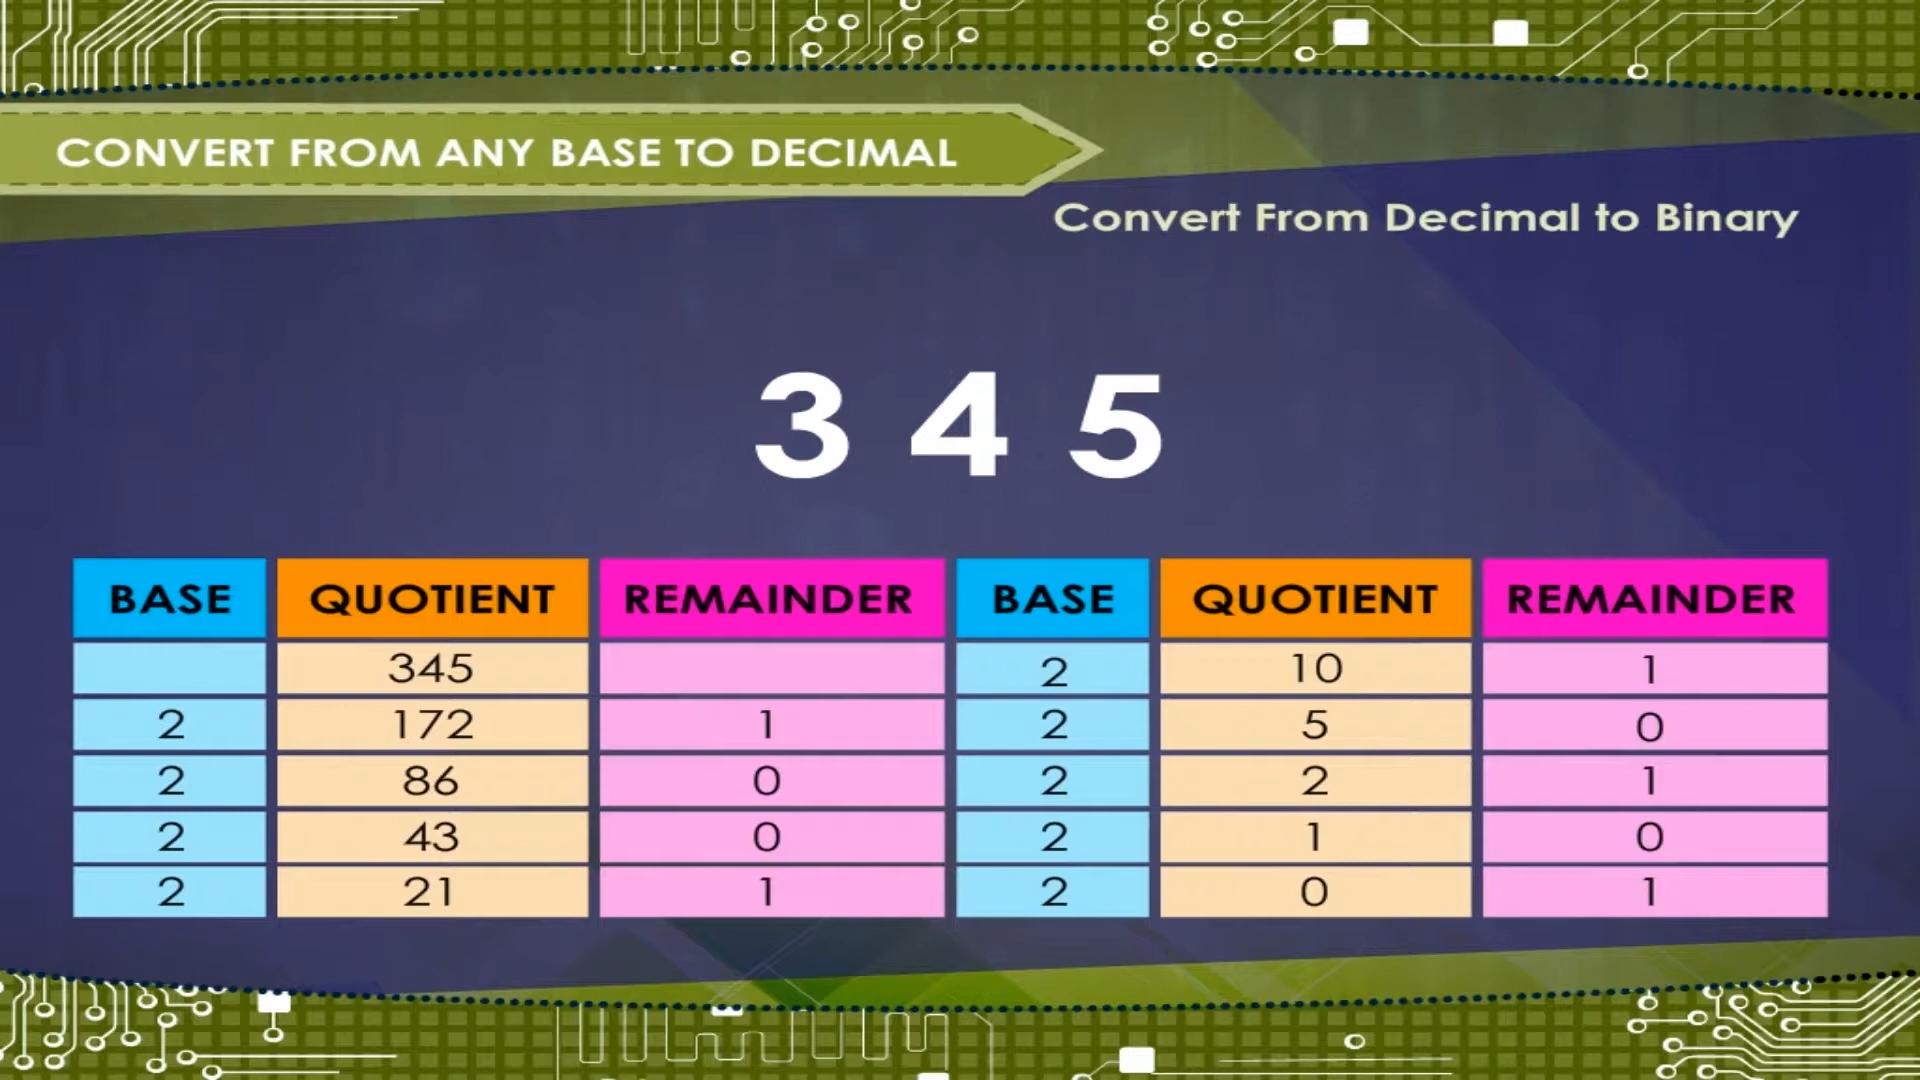 CONVERT FROM ANY BASE TO DECIMAL
Convert From Decimal to Binary
3 4 5
BASE QUOTIENT REMAINDER BASE QUOTIENT REMAINDER
345 2 10 1
2 172 1 2 5 0
2 86 0 2 2 1
2 43 0 2 1 0
2 21 1 2 0 1